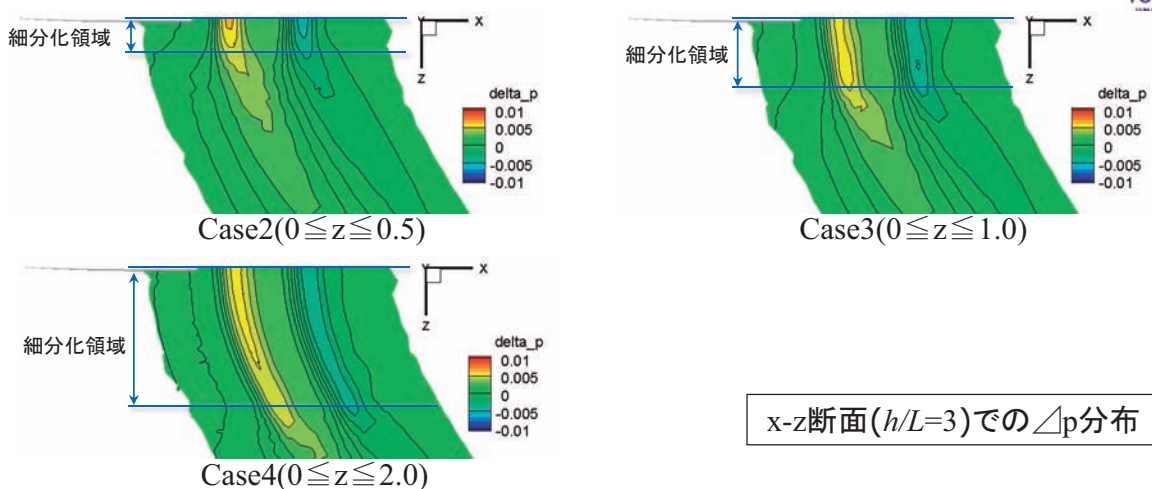 細分化領域
Y
X
Z
delta_p
0.01
0.005
0
-0.005
-0.01
Case2(0≦z≦0.5)
細分化領域
Y
X
Z
delta_p
0.01
0.005
0
-0.005
-0.01
Case3(0≦z≦1.0)
細分化領域
Y
X
Z
delta_p
0.01
0.005
0
-0.005
-0.01
Case4(0≦z≦2.0)
x-z断面(h/L=3)での⊿p分布